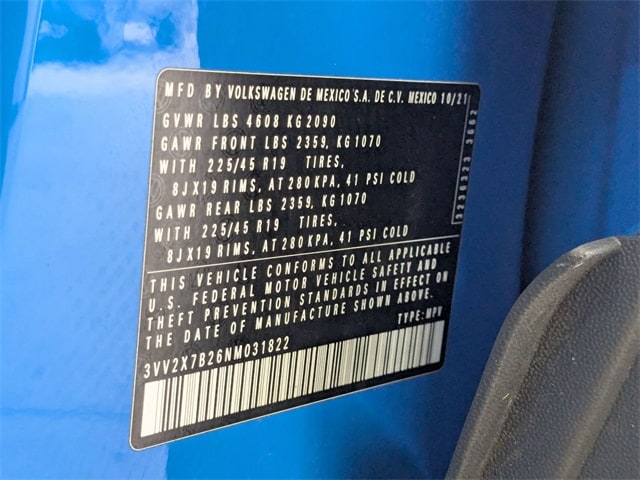 MFD BY VOLKSWAGEN DE MEXICO S.A. DE C.V. MEXICO 10/21
GVWR LBS 4608 KG 2090
GAWR FRONT LBS 2359, KG 1070
WITH 225/45 R19 TIRES,
8JX19 RIMS, AT 280 KPA, 41 PSI COLD
GAWR REAR LBS 2359, KG 1070
WITH 225/45 R19 TIRES,
8JX19 RIMS, AT 280 KPA, 41 PSI COLD
THIS VEHICLE CONFORMS TO ALL APPLICABLE
U.S. FEDERAL MOTOR VEHICLE SAFETY AND
THEFT PREVENTION STANDARDS IN EFFECT ON
THE DATE OF MANUFACTURE SHOWN ABOVE.
TYPE: MPV
3VV2X7B26NM031822
3236323 3662